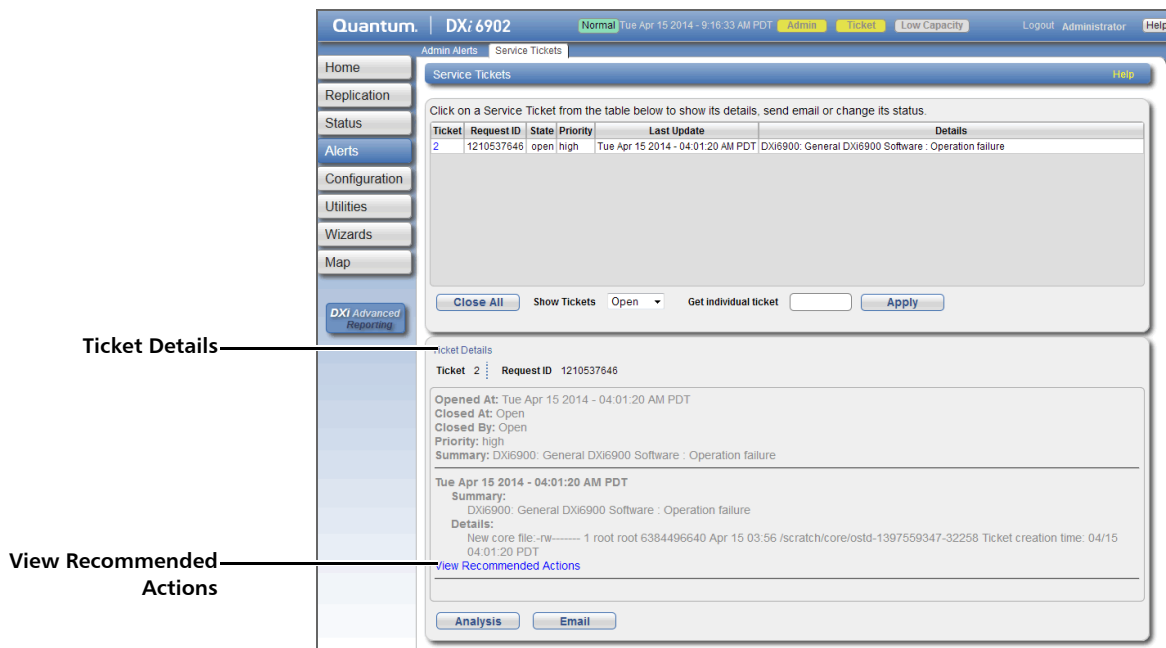 Quantum. DXi 6902 Normal Tue Apr 15 2014 - 9:16:33 AM PDT Admin Ticket Low Capacity Logout Administrator Help
Admin Alerts Service Tickets
Home
Replication
Status
Alerts
Configuration
Utilities
Wizards
Map
DXi Advanced
Reporting
Service Tickets Help
Click on a Service Ticket from the table below to show its details, send email or change its status.
Ticket Request ID State Priority Last Update Details
2 1210537646 open high Tue Apr 15 2014 - 04:01:20 AM PDT DXi6900: General DXi6900 Software : Operation failure
Close All Show Tickets Open Get individual ticket Apply
Ticket Details
Ticket Details
Ticket 2 Request ID 1210537646
Opened At: Tue Apr 15 2014 - 04:01:20 AM PDT
Closed At: Open
Closed By: Open
Priority: high
Summary: DXi6900: General DXi6900 Software : Operation failure
Tue Apr 15 2014 - 04:01:20 AM PDT
Summary:
DXi6900: General DXi6900 Software : Operation failure
Details:
New core file:-rw------- 1 root root 6384496640 Apr 15 03:56 /scratch/core/ostd-1397559347-32258 Ticket creation time: 04/15
04:01:20 PDT
View Recommended Actions
View Recommended
Actions
Analysis Email